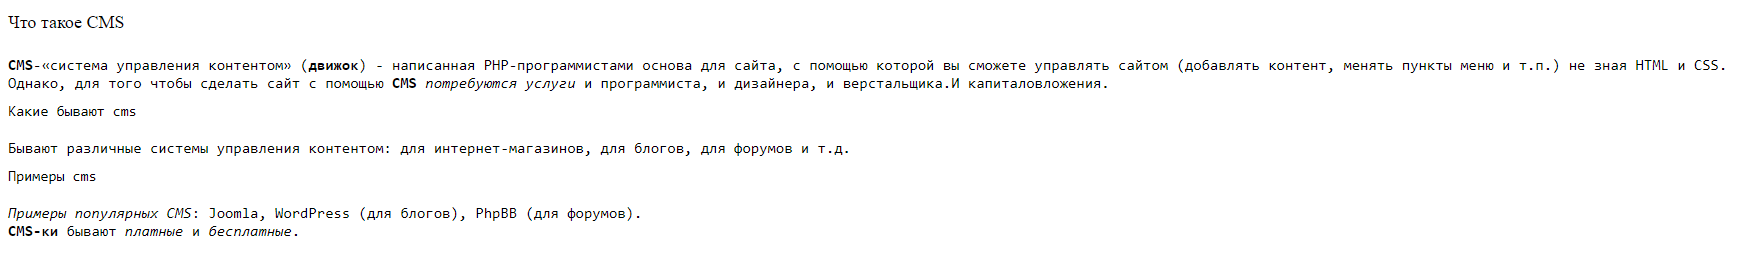 Что такое CMS
CMS-«система управления контентом» (движок) - написанная PHP-программистами основа для сайта, с помощью которой вы сможете управлять сайтом (добавлять контент, менять пункты меню и т.п.) не зная HTML и CSS.
Однако, для того чтобы сделать сайт с помощью CMS потребуются услуги и программиста, и дизайнера, и верстальщика.И капиталовложения.
Какие бывают cms
Бывают различные системы управления контентом: для интернет-магазинов, для блогов, для форумов и т.д.
Примеры cms
Примеры популярных CMS: Joomla, WordPress (для блогов), PhpBB (для форумов).
CMS-ки бывают платные и бесплатные.